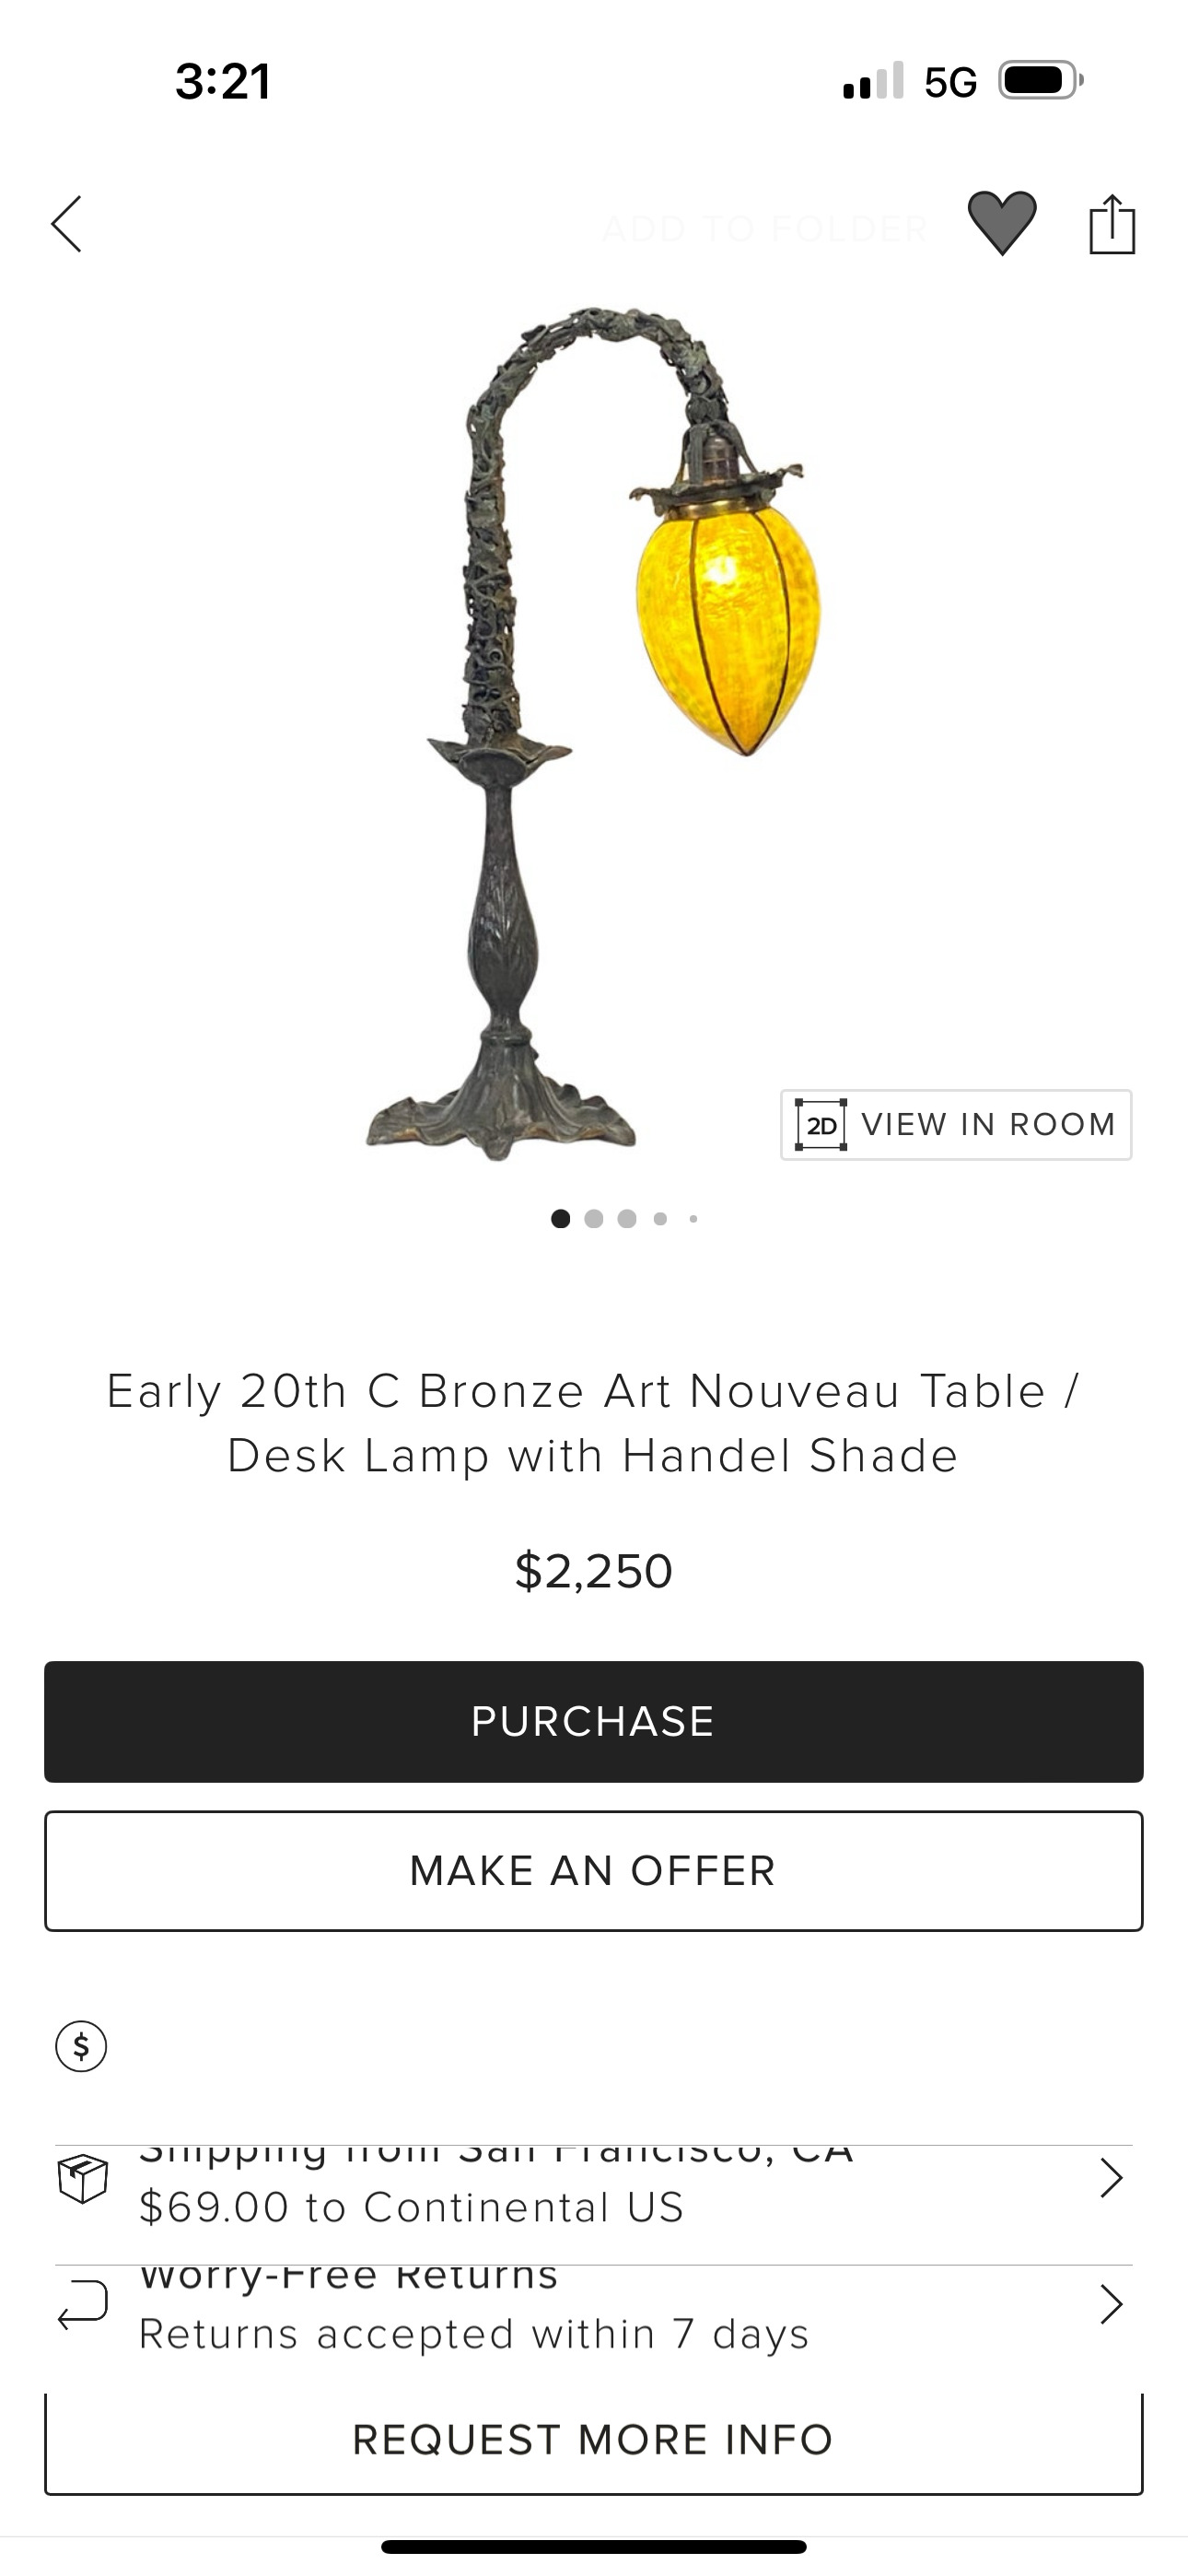 3:21
5G
ADD TO FOLDER
2D VIEW IN ROOM
Early 20th C Bronze Art Nouveau Table /
Desk Lamp with Handel Shade
$2,250
PURCHASE
MAKE AN OFFER
$
Shipping from San Francisco, CA
$69.00 to Continental US
Worry-Free Returns
Returns accepted within 7 days
REQUEST MORE INFO